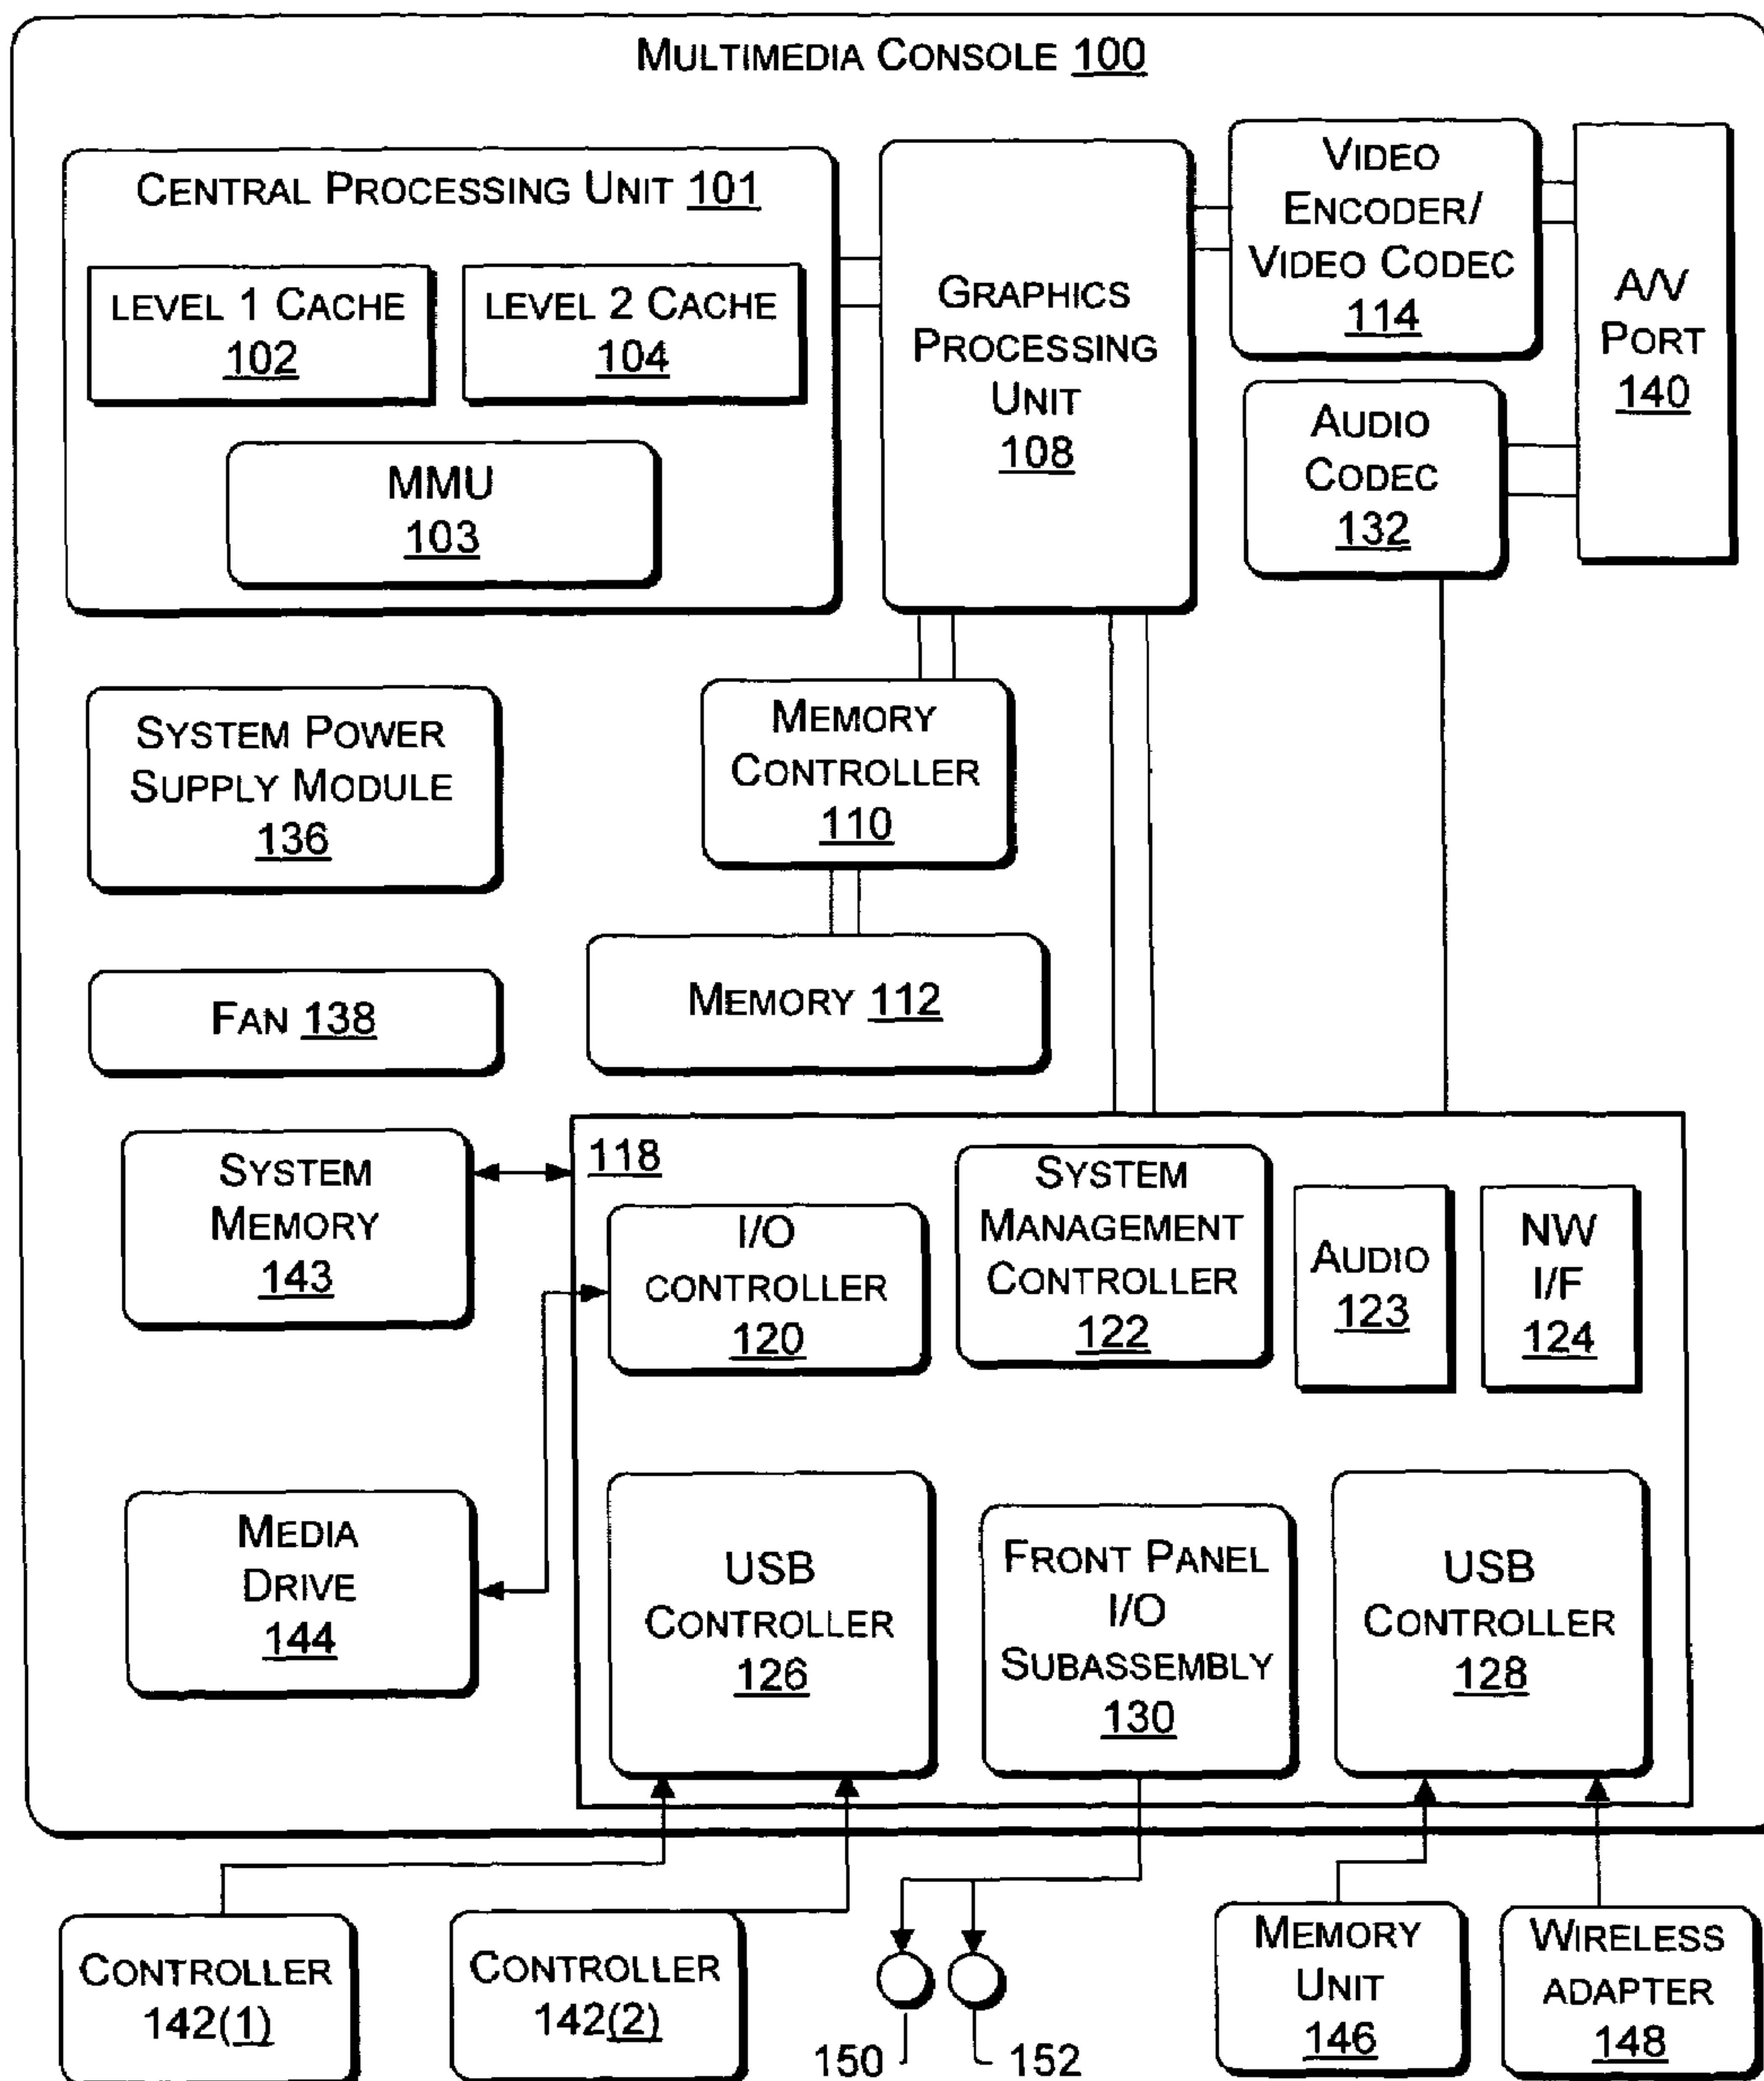 MULTIMEDIA CONSOLE 100
CENTRAL PROCESSING UNIT 101
LEVEL 1 CACHE
102
LEVEL 2 CACHE
104
MMU
103
GRAPHICS
PROCESSING
UNIT
108
VIDEO
ENCODER/
VIDEO CODEC
114
A/V
PORT
140
AUDIO
CODEC
132
SYSTEM POWER
SUPPLY MODULE
136
MEMORY
CONTROLLER
110
FAN 138
MEMORY 112
SYSTEM
MEMORY
143
118
I/O
CONTROLLER
120
SYSTEM
MANAGEMENT
CONTROLLER
122
AUDIO
123
NW
I/F
124
MEDIA
DRIVE
144
USB
CONTROLLER
126
FRONT PANEL
I/O
SUBASSEMBLY
130
USB
CONTROLLER
128
CONTROLLER
142(1)
CONTROLLER
142(2)
150
152
MEMORY
UNIT
146
WIRELESS
ADAPTER
148